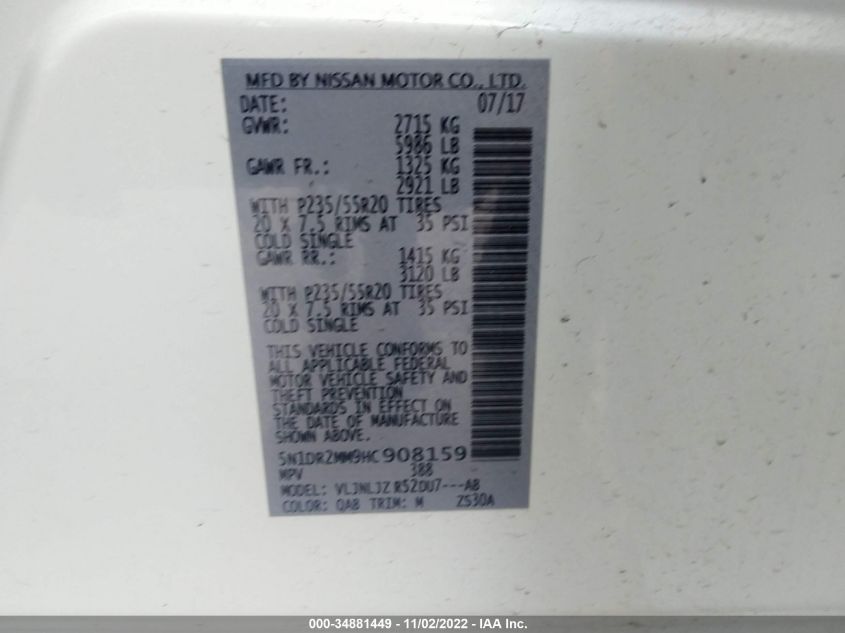 MFD BY NISSAN MOTOR CO., LTD.
DATE: 07/17
GVWR: 2715 KG
5986 LB
GAWR FR.: 1325 KG
2921 LB
WITH P235/55R20 TIRES
20 X 7.5 RIMS AT 35 PSI
COLD SINGLE
GAWR RR.: 1415 KG
3120 LB
WITH P235/55R20 TIRES
20 X 7.5 RIMS AT 35 PSI
COLD SINGLE
THIS VEHICLE CONFORMS TO
ALL APPLICABLE FEDERAL
MOTOR VEHICLE SAFETY AND
THEFT PREVENTION
STANDARDS IN EFFECT ON
THE DATE OF MANUFACTURE
SHOWN ABOVE.
5N1DR2MM9HC908159
MPV 388
MODEL: VLJNLJZ R52DU7---A8
COLOR: QAB TRIM: M ZS30A
000-34881449 - 11/02/2022 - IAA Inc.